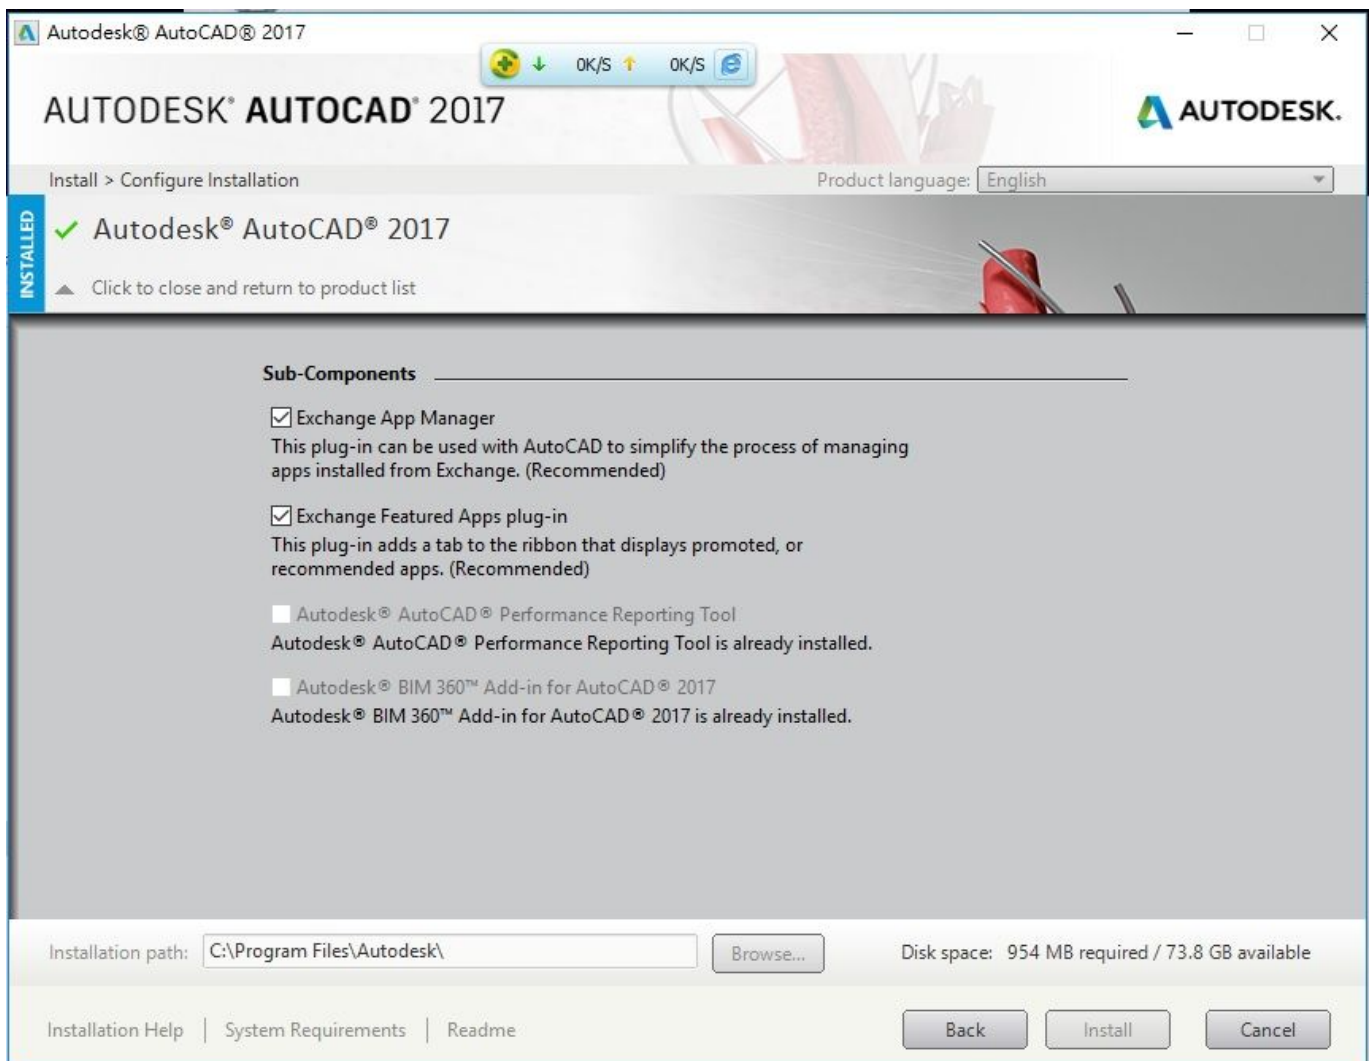 Autodesk® AutoCAD® 2017
0K/S 0K/S
AUTODESK® AUTOCAD® 2017
AUTODESK.
Install > Configure Installation
Product language: English
INSTALLED
Autodesk® AutoCAD® 2017
Click to close and return to product list
Sub-Components
Exchange App Manager
This plug-in can be used with AutoCAD to simplify the process of managing
apps installed from Exchange. (Recommended)
Exchange Featured Apps plug-in
This plug-in adds a tab to the ribbon that displays promoted, or
recommended apps. (Recommended)
Autodesk® AutoCAD® Performance Reporting Tool
Autodesk® AutoCAD® Performance Reporting Tool is already installed.
Autodesk® BIM 360™ Add-in for AutoCAD® 2017
Autodesk® BIM 360™ Add-in for AutoCAD® 2017 is already installed.
Installation path: C:\Program Files\Autodesk\ Browse... Disk space: 954 MB required / 73.8 GB available
Installation Help | System Requirements | Readme Back Install Cancel